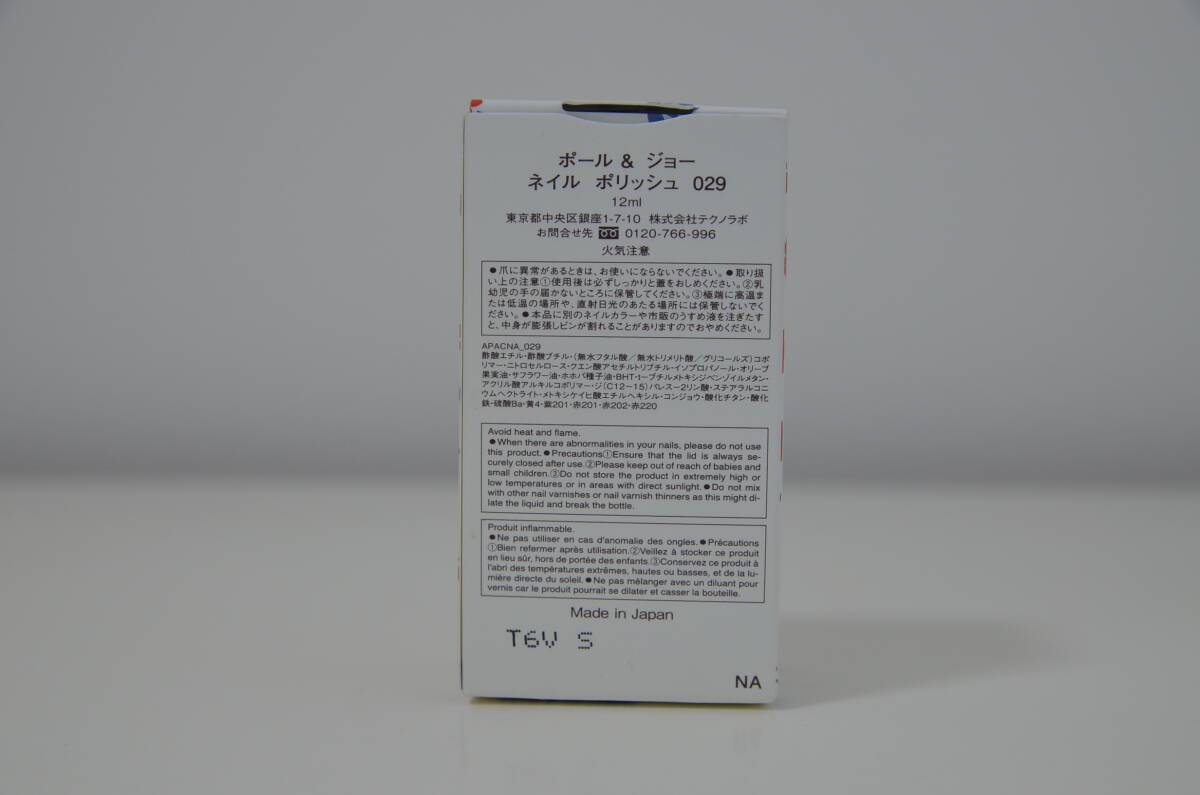 ポール & ジョー
ネイル ポリッシュ 029
12ml
東京都中央区銀座1-7-10 株式会社テクノラボ
お問合せ先 0120-766-996
火気注意
●爪に異常があるときは、お使いにならないでください。●取り扱
い上の注意①使用後は必ずしっかりと蓋をおしめください。②乳
幼児の手の届かないところに保管してください。③極端に高温ま
たは低温の場所や、直射日光のあたる場所には保管しないでく
ださい。●本品に別のネイルカラーや市販のうすめ液を注ぎたす
と、中身が膨張しビンが割れることがありますのでおやめください。
APACNA_029
酢酸エチル・酢酸ブチル・(無水フタル酸/無水トリメリト酸/グリコールズ)コポ
リマー・ニトロセルロース・クエン酸アセチルトリブチル・イソプロパノール・オリーブ
果実油・サフラワー油・ホホバ種子油・BHT・t-ブチルメトキシジベンゾイルメタン・
アクリル酸アルキルコポリマー・ジ(C12-15)パレス-2リン酸・ステアラルコニ
ウムヘクトライト・メトキシケイヒ酸エチルヘキシル・コンジョウ・酸化チタン・酸化
鉄・硫酸Ba・黄4・紫201・赤201・赤202・赤220
Avoid heat and flame.
●When there are abnormalities in your nails, please do not use
this product.●Precautions①Ensure that the lid is always se-
curely closed after use.②Please keep out of reach of babies and
small children.③Do not store the product in extremely high or
low temperatures or in areas with direct sunlight.●Do not mix
with other nail varnishes or nail varnish thinners as this might di-
late the liquid and break the bottle.
Produit inflammable.
●Ne pas utiliser en cas d'anomalie des ongles.●Précautions
①Bien refermer après utilisation.②Veillez à stocker ce produit
en lieu sûr, hors de portée des enfants.③Conservez ce produit à
l'abri des températures extrêmes, hautes ou basses, et de la lu-
mière directe du soleil.●Ne pas mélanger avec un diluant pour
vernis car le produit pourrait se dilater et casser la bouteille.
Made in Japan
T6V S
NA